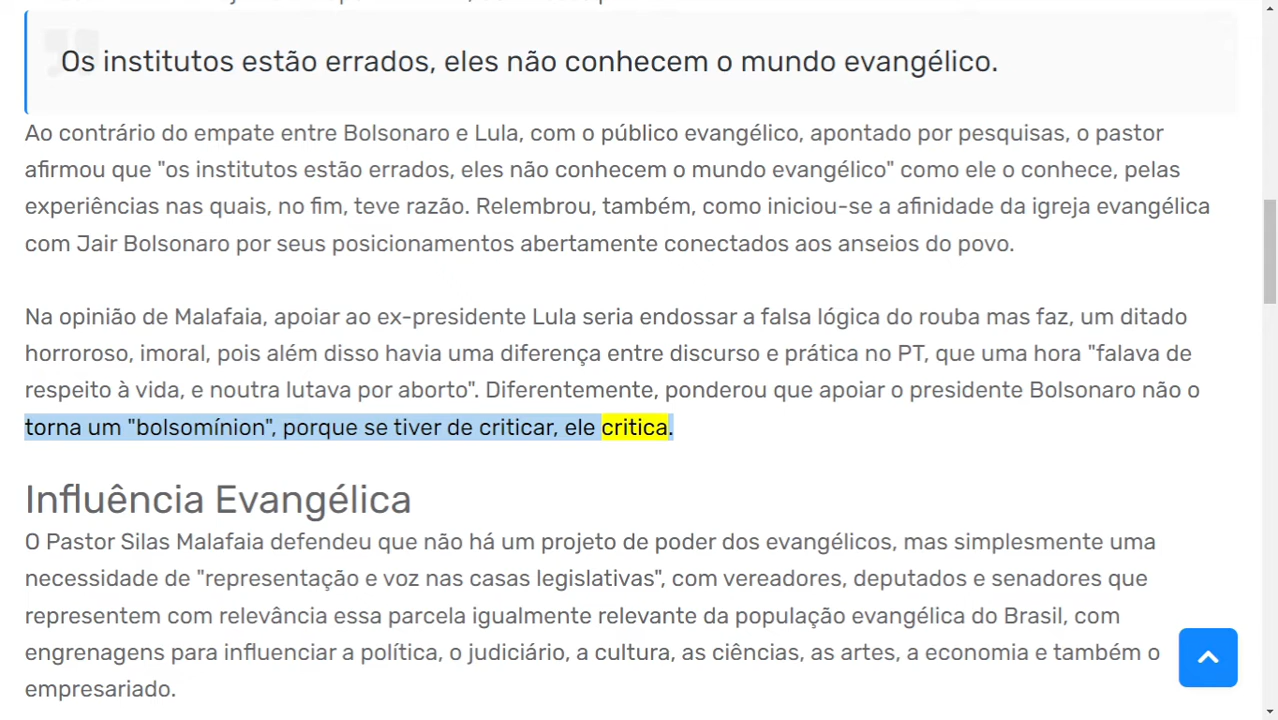 Os institutos estão errados, eles não conhecem o mundo evangélico.
Ao contrário do empate entre Bolsonaro e Lula, com o público evangélico, apontado por pesquisas, o pastor
afirmou que "os institutos estão errados, eles não conhecem o mundo evangélico" como ele o conhece, pelas
experiências nas quais, no fim, teve razão. Relembrou, também, como iniciou-se a afinidade da igreja evangélica
com Jair Bolsonaro por seus posicionamentos abertamente conectados aos anseios do povo.
Na opinião de Malafaia, apoiar ao ex-presidente Lula seria endossar a falsa lógica do rouba mas faz, um ditado
horroroso, imoral, pois além disso havia uma diferença entre discurso e prática no PT, que uma hora "falava de
respeito à vida, e noutra lutava por aborto". Diferentemente, ponderou que apoiar o presidente Bolsonaro não o
torna um "bolsomínion", porque se tiver de criticar, ele critica.
Influência Evangélica
O Pastor Silas Malafaia defendeu que não há um projeto de poder dos evangélicos, mas simplesmente uma
necessidade de "representação e voz nas casas legislativas", com vereadores, deputados e senadores que
representem com relevância essa parcela igualmente relevante da população evangélica do Brasil, com
engrenagens para influenciar a política, o judiciário, a cultura, as ciências, as artes, a economia e também o
empresariado.